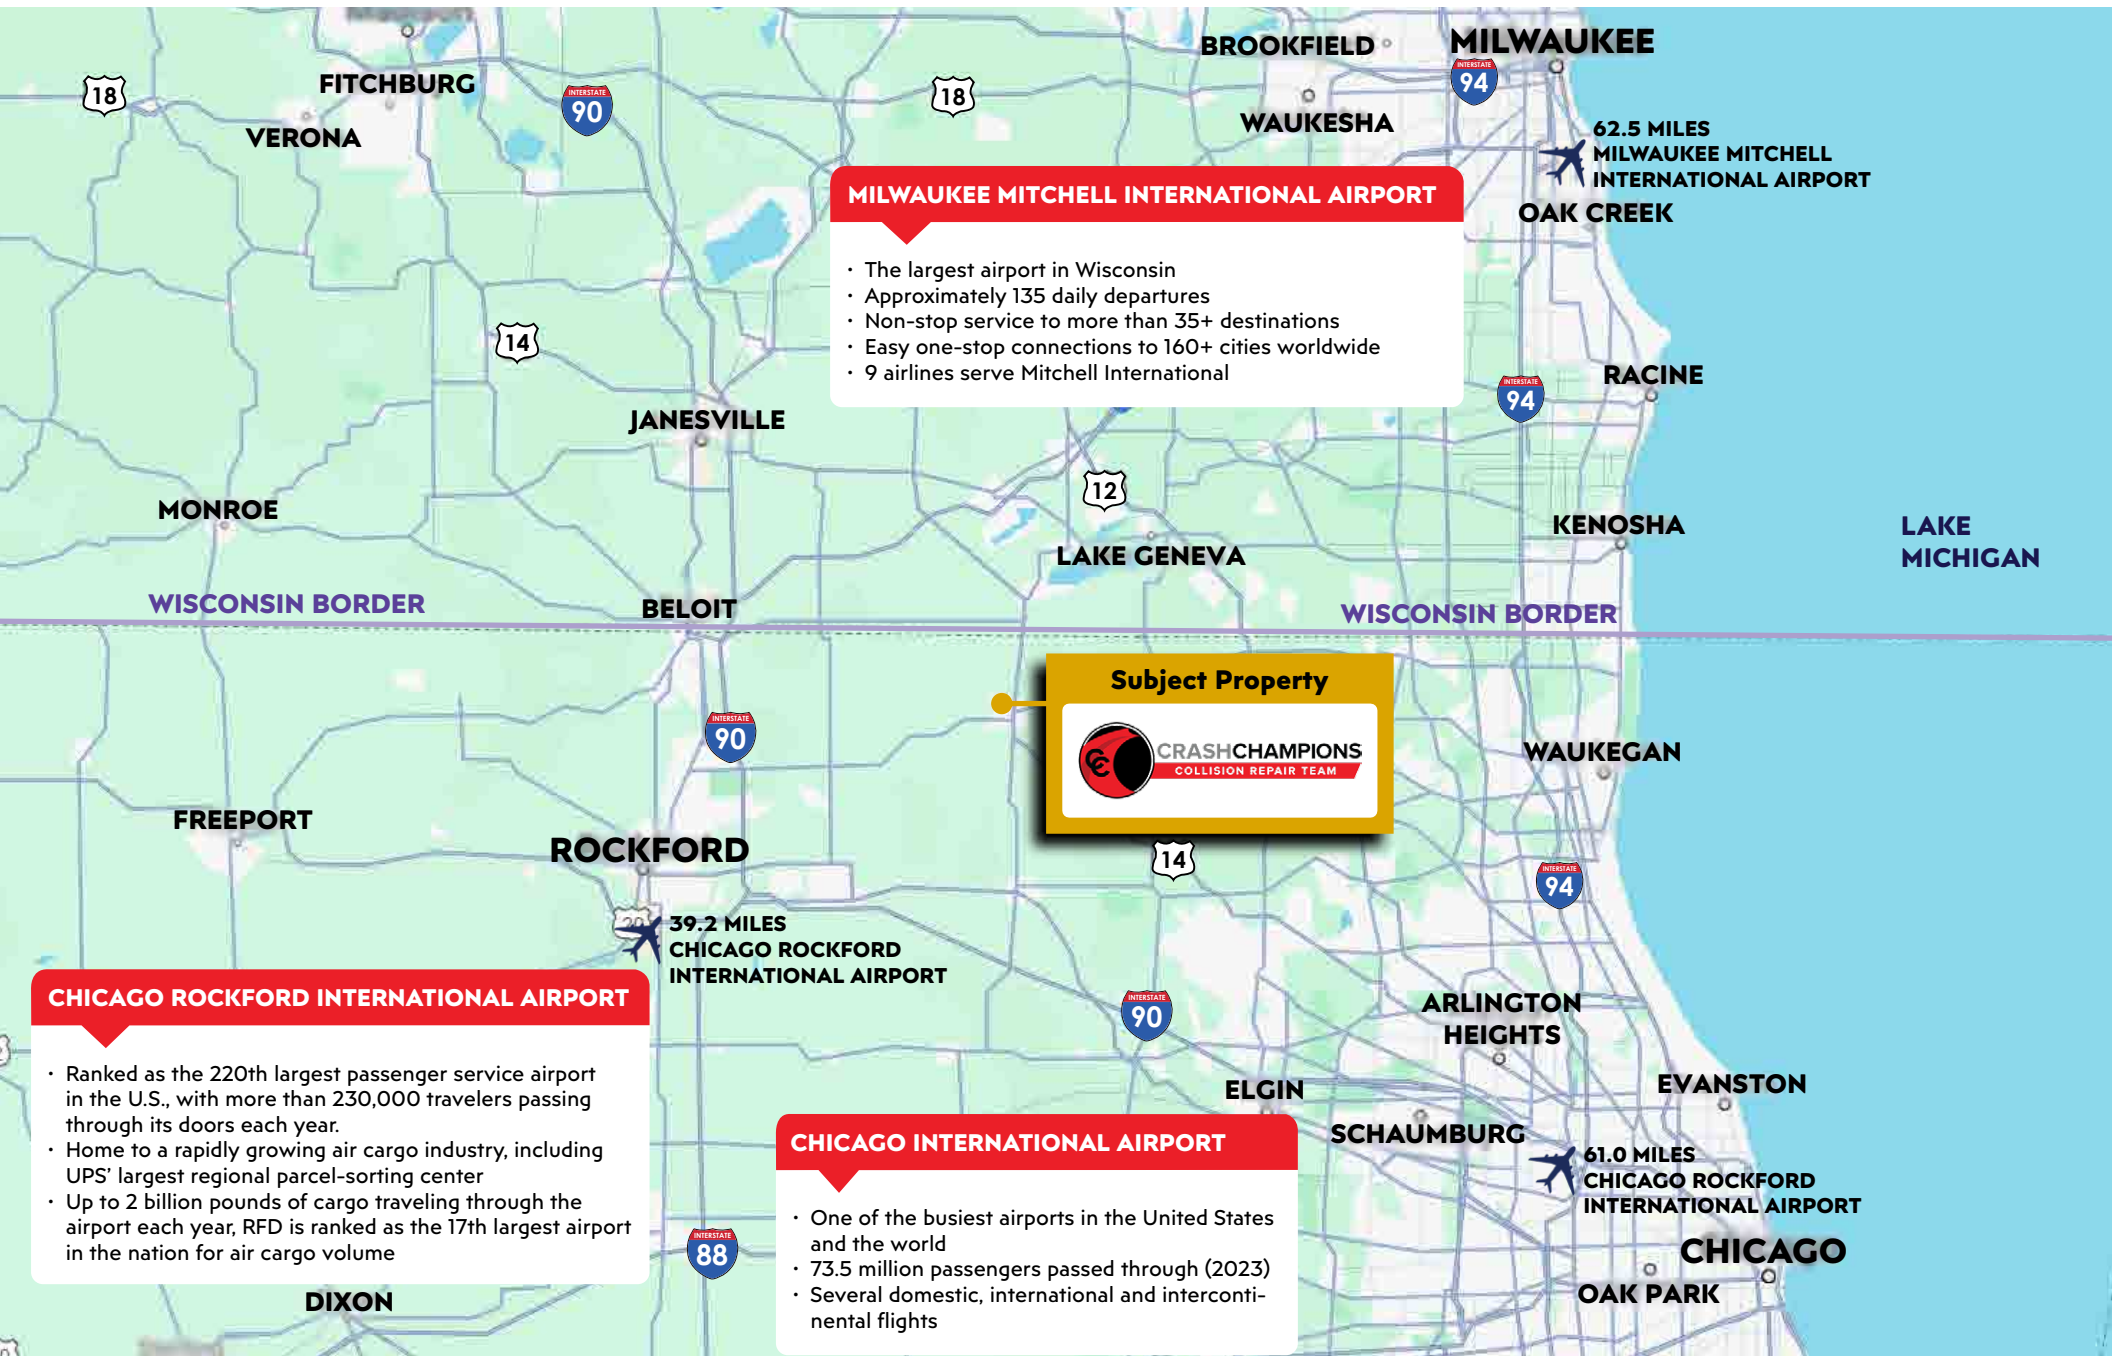 BROOKFIELD
MILWAUKEE
INTERSTATE
94
FITCHBURG
18
INTERSTATE
90
18
WAUKESHA
VERONA
62.5 MILES
MILWAUKEE MITCHELL
INTERNATIONAL AIRPORT
OAK CREEK
MILWAUKEE MITCHELL INTERNATIONAL AIRPORT
· The largest airport in Wisconsin
· Approximately 135 daily departures
· Non-stop service to more than 35+ destinations
· Easy one-stop connections to 160+ cities worldwide
· 9 airlines serve Mitchell International
14
RACINE
INTERSTATE
94
JANESVILLE
12
MONROE
KENOSHA
LAKE
MICHIGAN
LAKE GENEVA
WISCONSIN BORDER
BELOIT
WISCONSIN BORDER
Subject Property
CC
CRASHCHAMPIONS
COLLISION REPAIR TEAM
INTERSTATE
90
WAUKEGAN
FREEPORT
ROCKFORD
14
INTERSTATE
94
20
39.2 MILES
CHICAGO ROCKFORD
INTERNATIONAL AIRPORT
CHICAGO ROCKFORD INTERNATIONAL AIRPORT
· Ranked as the 220th largest passenger service airport
in the U.S., with more than 230,000 travelers passing
through its doors each year.
· Home to a rapidly growing air cargo industry, including
UPS' largest regional parcel-sorting center
· Up to 2 billion pounds of cargo traveling through the
airport each year, RFD is ranked as the 17th largest airport
in the nation for air cargo volume
INTERSTATE
90
ARLINGTON
HEIGHTS
ELGIN
EVANSTON
SCHAUMBURG
61.0 MILES
CHICAGO ROCKFORD
INTERNATIONAL AIRPORT
CHICAGO INTERNATIONAL AIRPORT
· One of the busiest airports in the United States
and the world
· 73.5 million passengers passed through (2023)
· Several domestic, international and interconti-
nental flights
INTERSTATE
88
CHICAGO
OAK PARK
DIXON